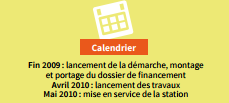 Calendrier
Fin 2009 : lancement de la démarche, montage
et portage du dossier de financement
Avril 2010 : lancement des travaux
Mai 2010 : mise en service de la station